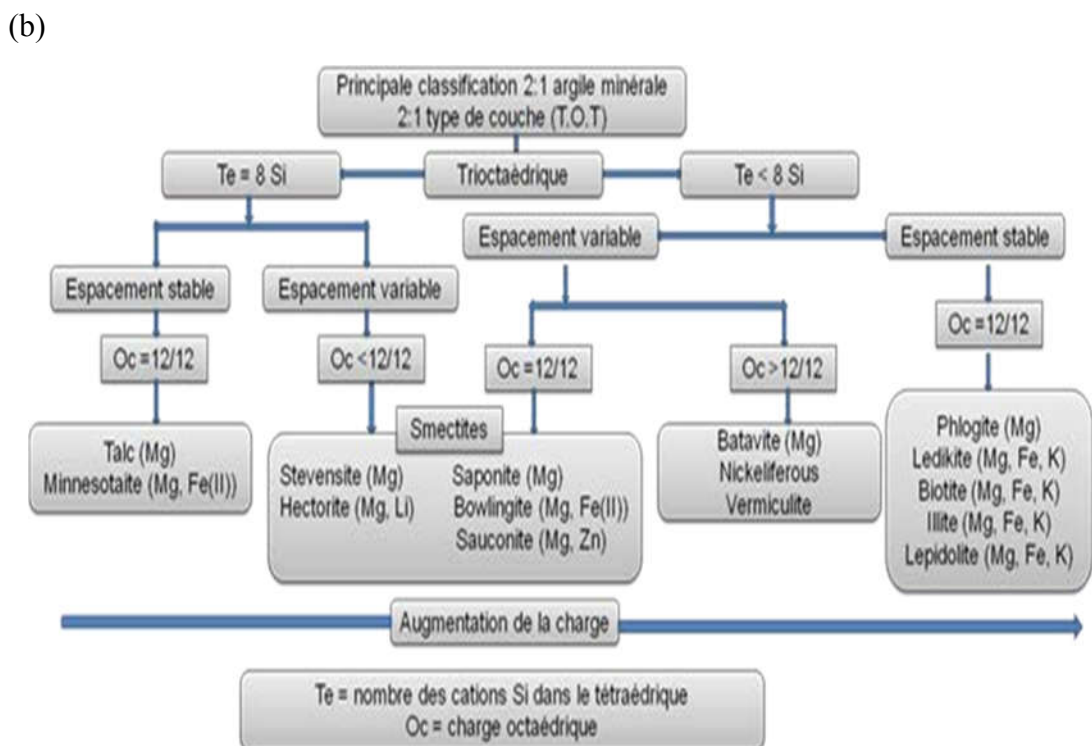 (b)
Principale classification 2:1 argile minérale
2:1 type de couche (T.O.T)
Te = 8 Si
Trioctaèdrique
Te < 8 Si
Espacement variable
Espacement stable
Espacement stable
Espacement variable
Oc =12/12
Oc <12/12
Oc =12/12
Oc >12/12
Oc =12/12
Talc (Mg)
Minnesotaite (Mg, Fe(II))
Smectites
Stevensite (Mg)
Hectorite (Mg, Li)
Saponite (Mg)
Bowlingite (Mg, Fe(II))
Sauconite (Mg, Zn)
Batavite (Mg)
Nickeliferous
Vermiculite
Phlogite (Mg)
Ledikite (Mg, Fe, K)
Biotite (Mg, Fe, K)
Illite (Mg, Fe, K)
Lepidolite (Mg, Fe, K)
Augmentation de la charge
Te = nombre des cations Si dans le tétraédrique
Oc = charge octaédrique